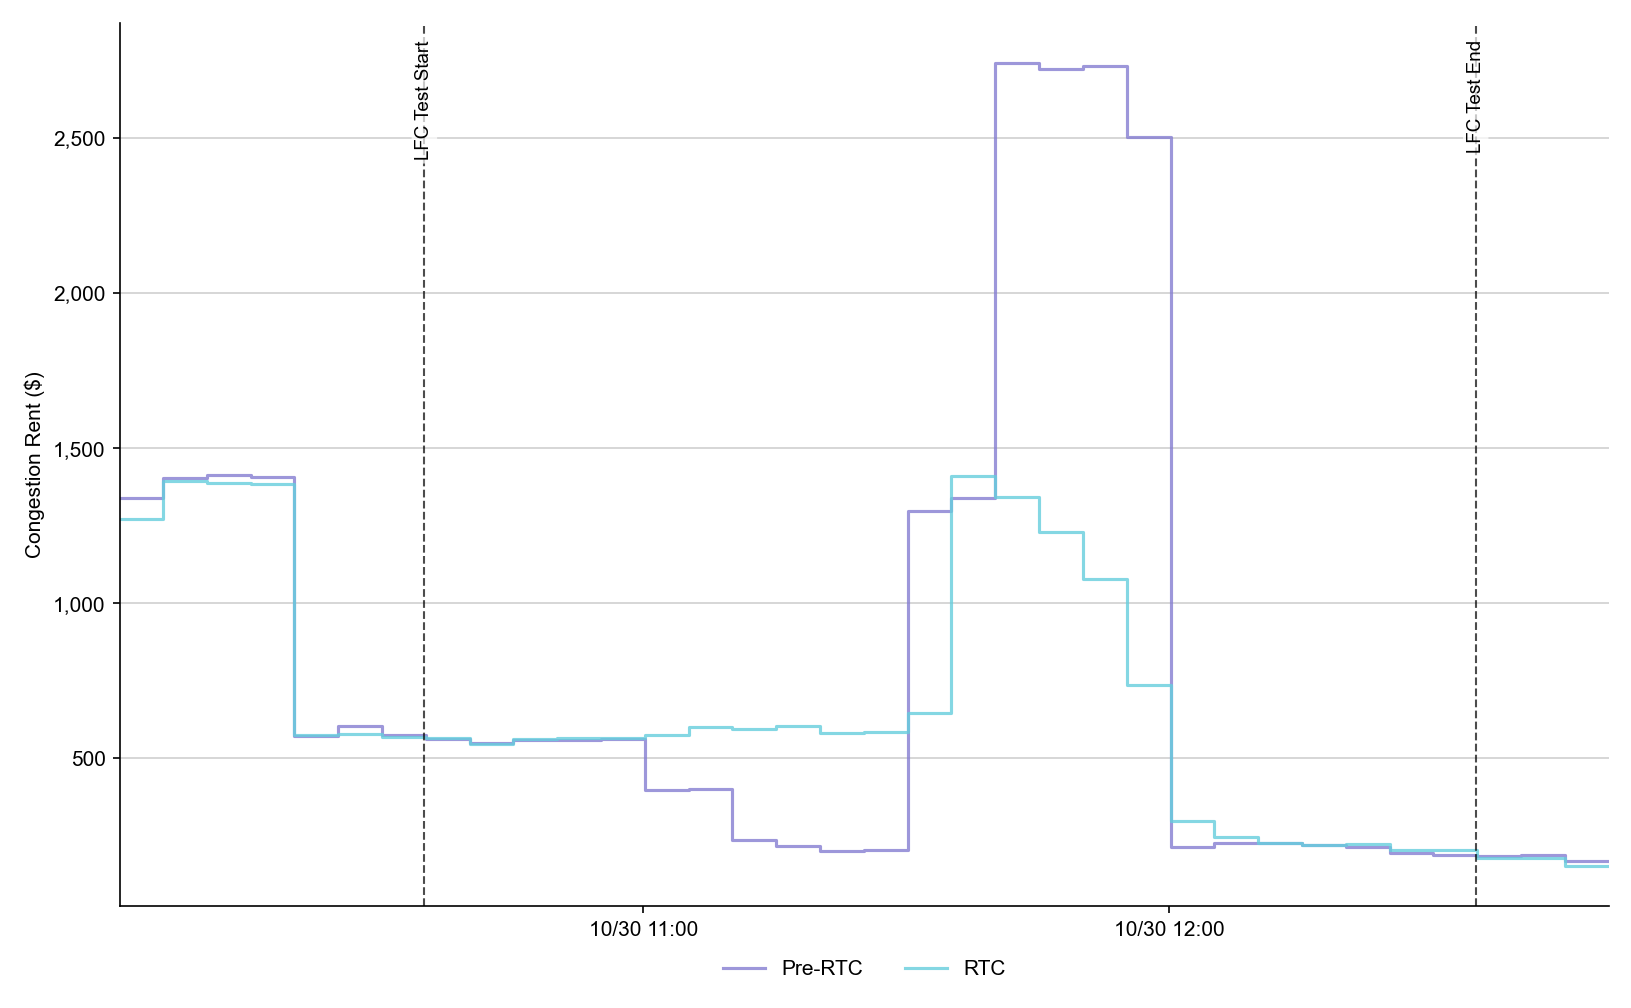 LFC Test Start
LFC Test End
2,500
2,000
1,500
1,000
500
Congestion Rent ($)
10/30 11:00
10/30 12:00
Pre-RTC
RTC